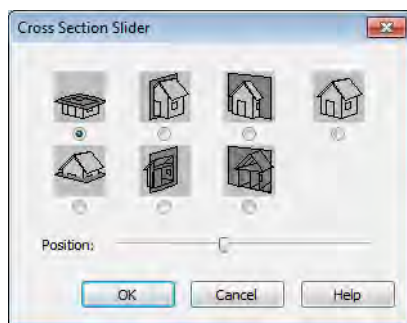 Cross Section Slider
Position:
OK
Cancel
Help